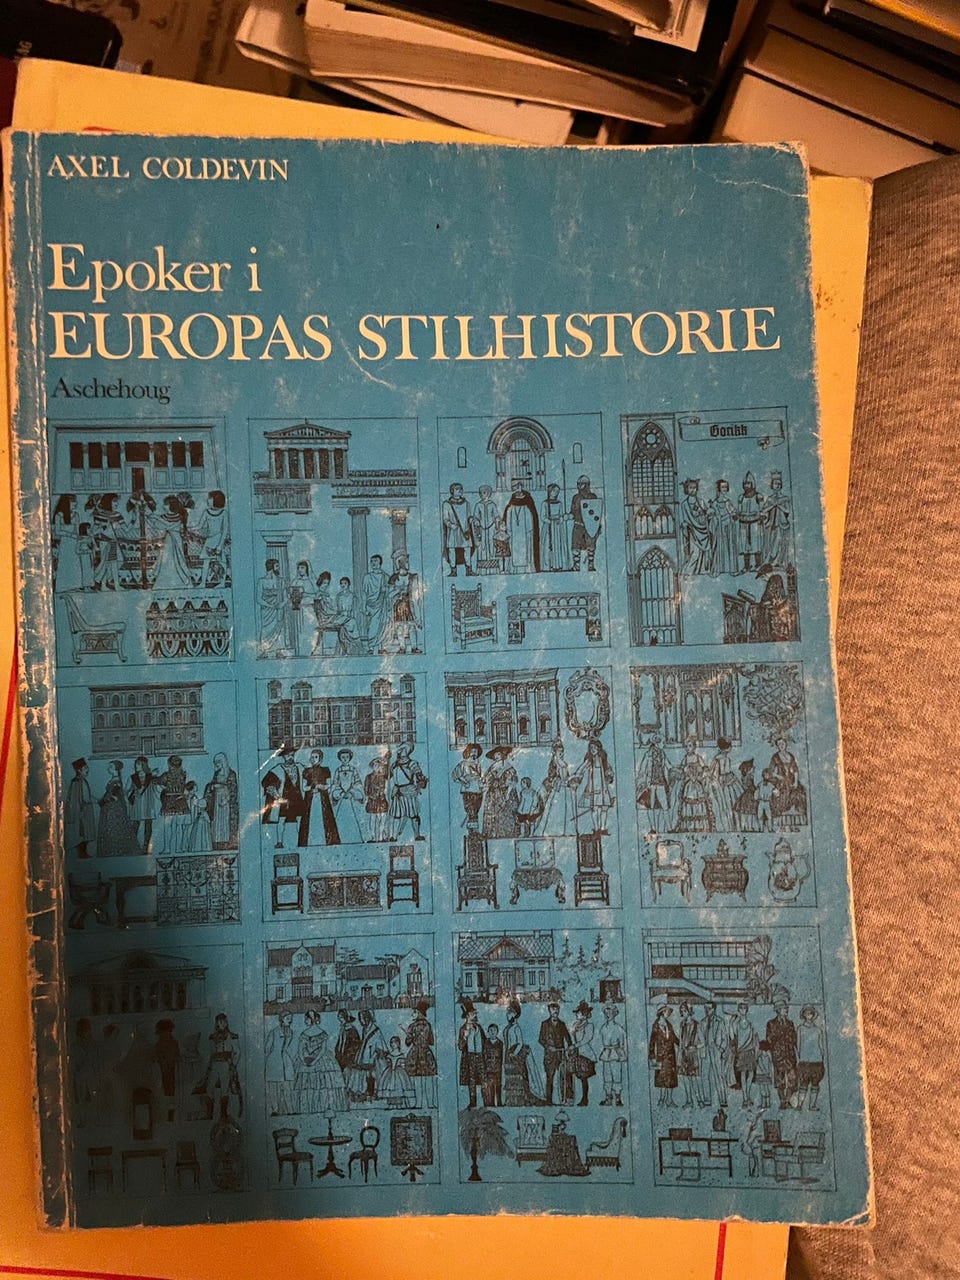 AXEL COLDEVIN
Epoker i
EUROPAS STILHISTORIE
Aschehoug
Gotikk